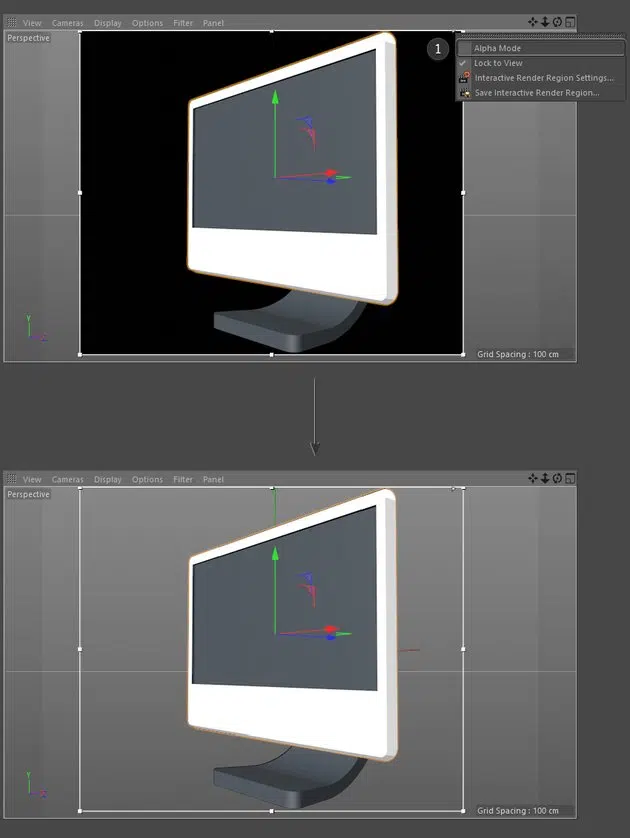 View Cameras Display Options Filter Panel
Perspective
1
Alpha Mode
Lock to View
Interactive Render Region Settings...
Save Interactive Render Region...
Y
Grid Spacing : 100 cm
View Cameras Display Options Filter Panel
Perspective
Y
Z
Grid Spacing : 100 cm